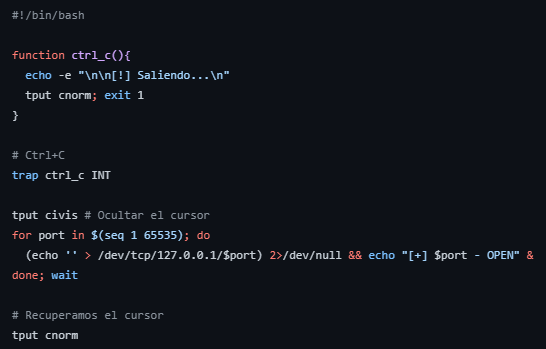 #!/bin/bash
function ctrl_c(){
echo -e "\n\n[!] Saliendo...\n"
tput cnorm; exit 1
}
# Ctrl+C
trap ctrl_c INT
tput civis # Ocultar el cursor
for port in $(seq 1 65535); do
(echo '' > /dev/tcp/127.0.0.1/$port) 2>/dev/null && echo "[+] $port - OPEN" &
done; wait
# Recuperamos el cursor
tput cnorm